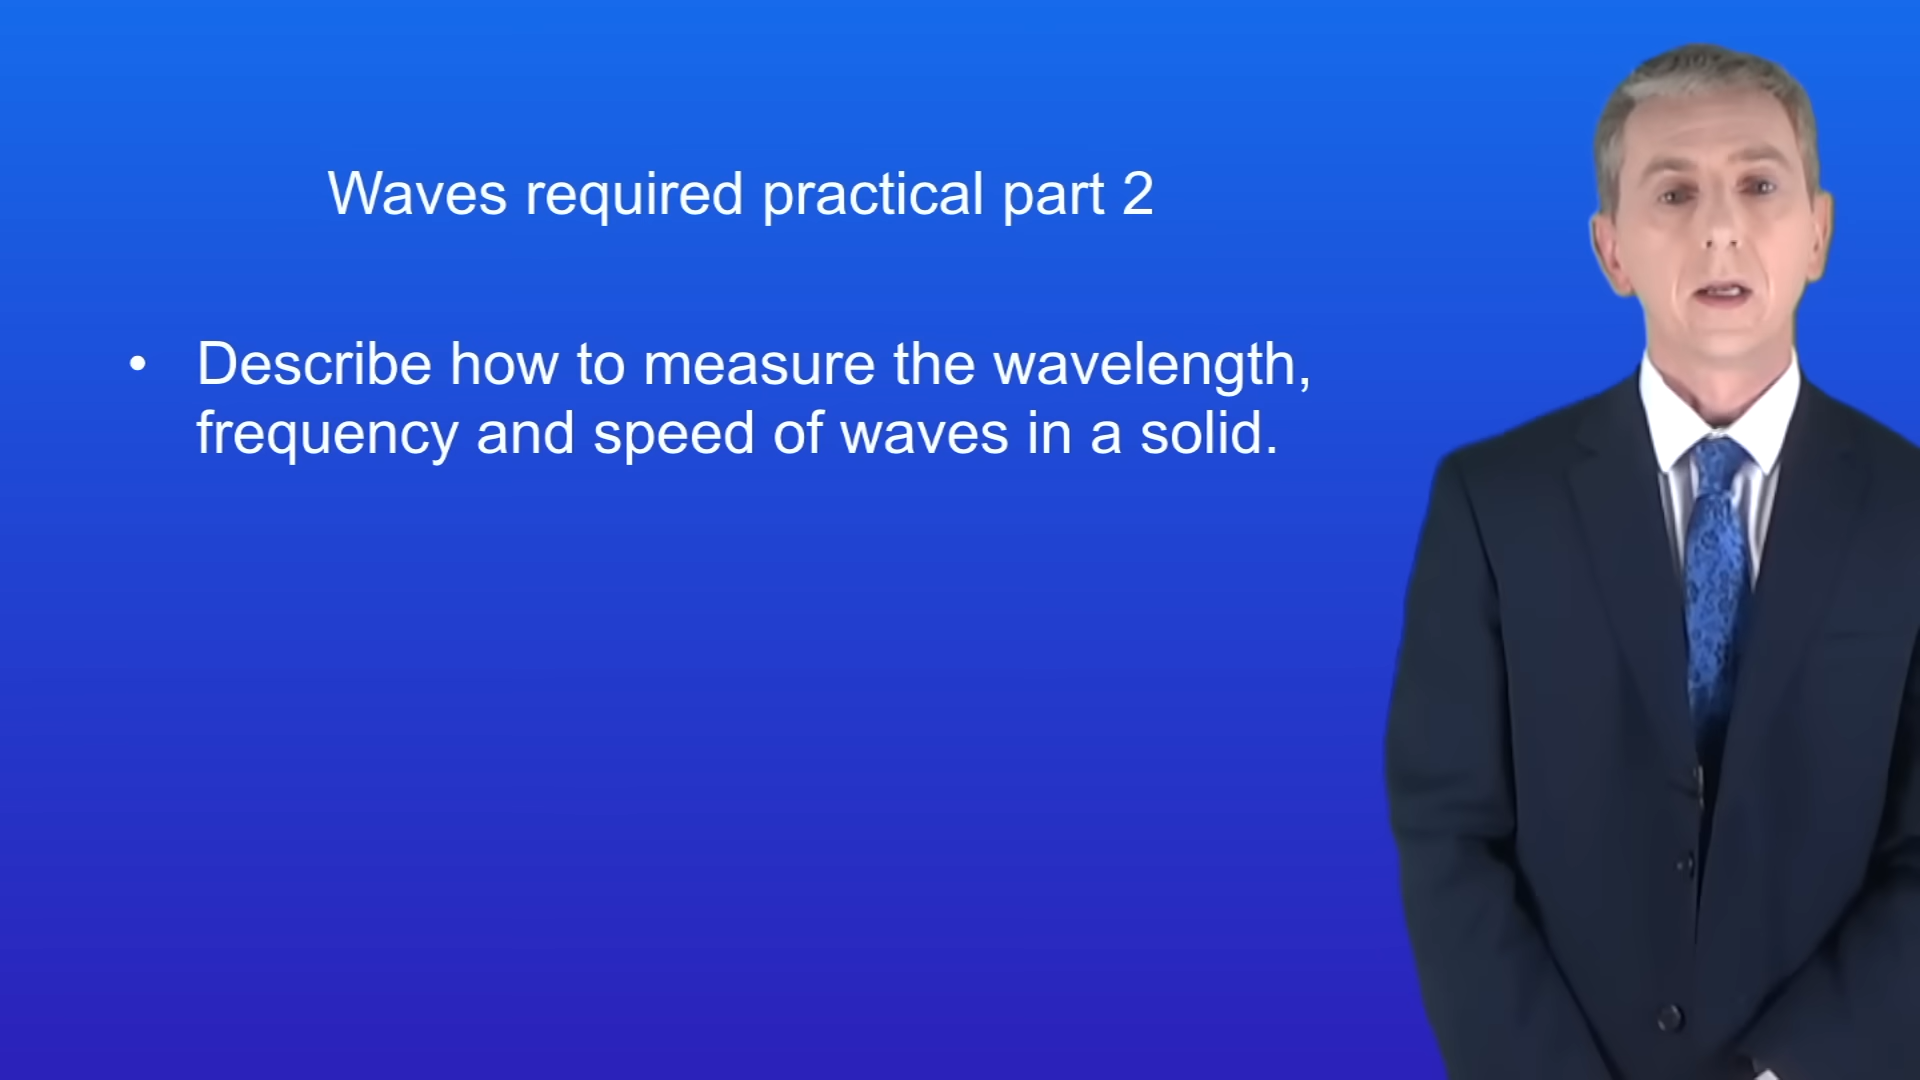 Waves required practical part 2
• Describe how to measure the wavelength,
frequency and speed of waves in a solid.